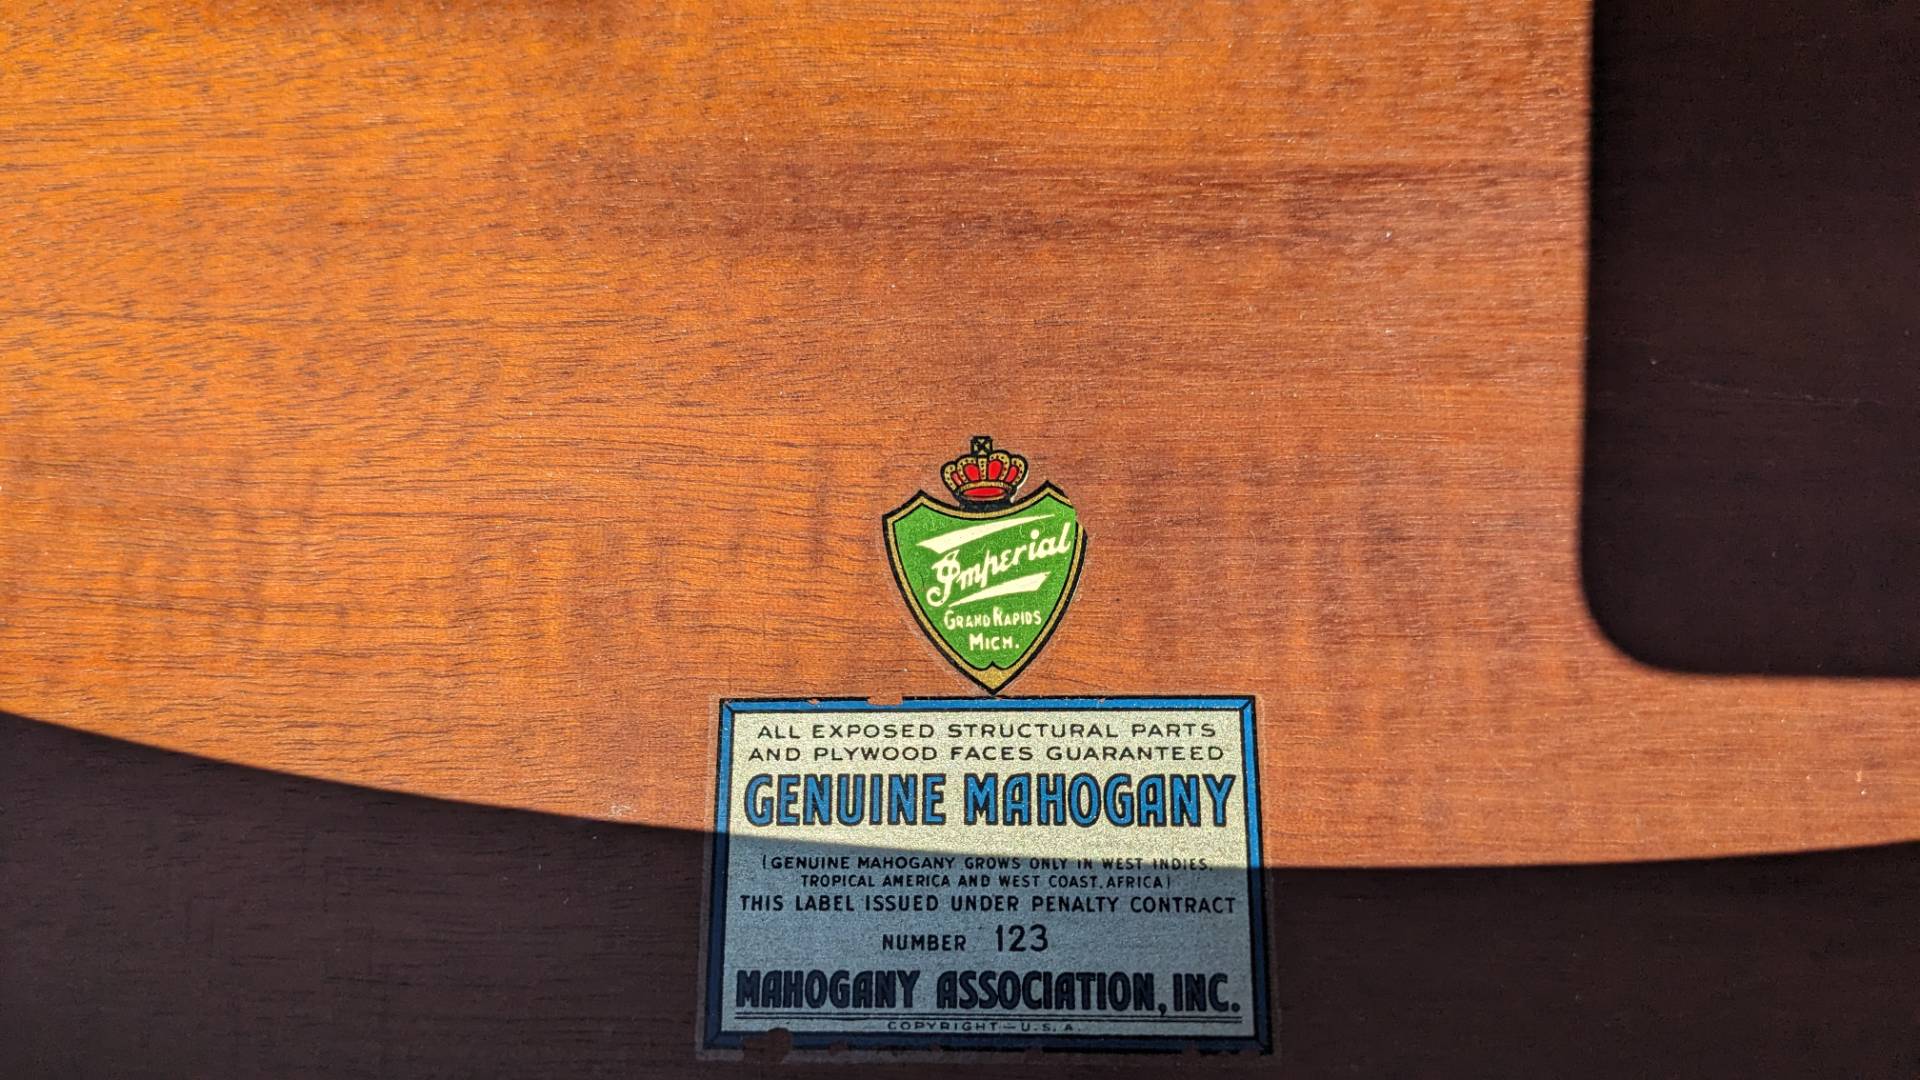 Imperial
GRAND RAPIDS
MICH.
ALL EXPOSED STRUCTURAL PARTS
AND PLYWOOD FACES GUARANTEED
GENUINE MAHOGANY
(GENUINE MAHOGANY GROWS ONLY IN WEST INDIES,
TROPICAL AMERICA AND WEST COAST, AFRICA)
THIS LABEL ISSUED UNDER PENALTY CONTRACT
NUMBER 123
MAHOGANY ASSOCIATION, INC.
COPYRIGHT—U.S.A.